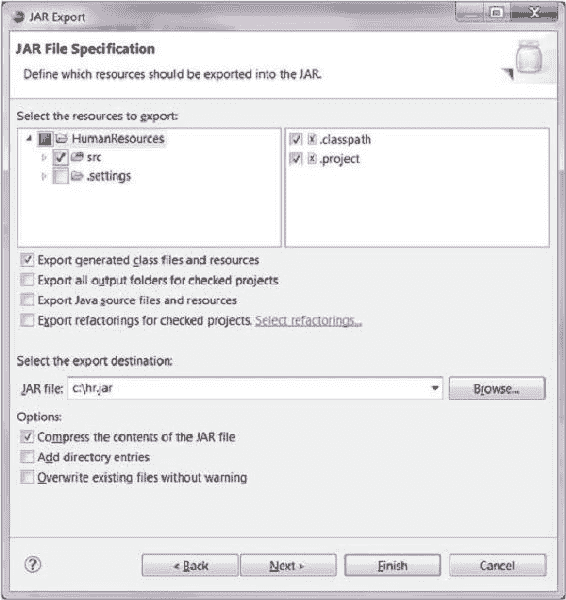 JAR Export
JAR File Specification
Define which resources should be exported into the JAR.
Select the resources to export:
HumanResources
src
.settings
.classpath
.project
Export generated class files and resources
Export all output folders for checked projects
Export Java source files and resources
Export refactorings for checked projects. Select refactorings...
Select the export destination:
JAR file: c:\hr.jar Browse...
Options:
Compress the contents of the JAR file
Add directory entries
Overwrite existing files without warning
? < Back Next > Finish Cancel